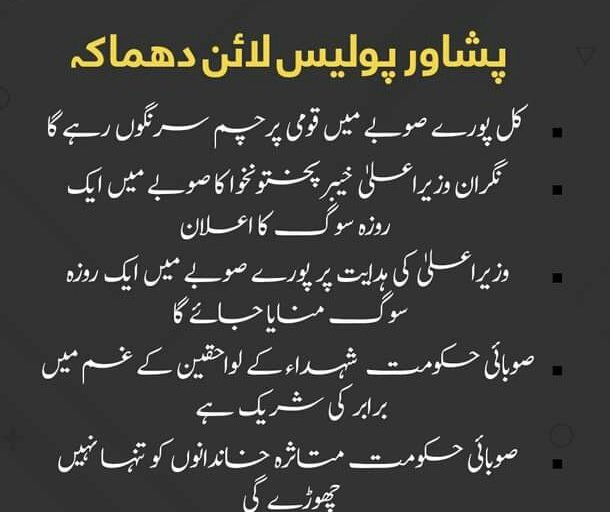 پشاور پولیس لائن دھماکہ
▪ کل پورے صوبے میں قومی پرچم سرنگوں رہے گا
▪ نگران وزیراعلیٰ خیبر پختونخوا کا صوبے میں ایک
روزہ سوگ کا اعلان
▪ وزیراعلیٰ کی ہدایت پر پورے صوبے میں ایک روزہ
سوگ منایا جائے گا
▪ صوبائی حکومت شہداء کے لواحقین کے غم میں
برابر کی شریک ہے
▪ صوبائی حکومت متاثرہ خاندانوں کو تنہا نہیں
چھوڑے گی